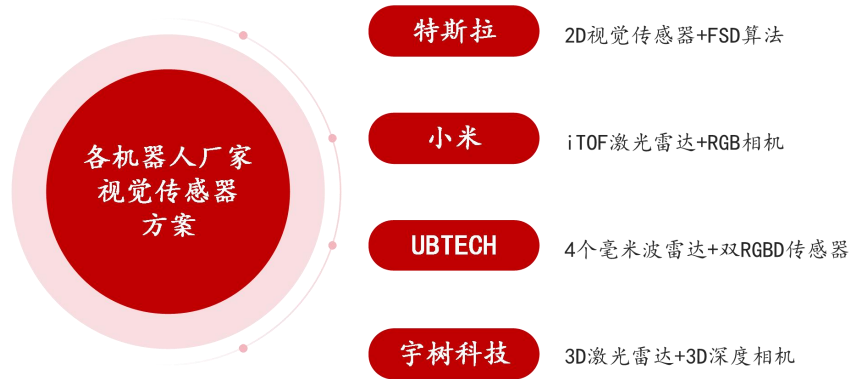 各机器人厂家
视觉传感器
方案
特斯拉
2D视觉传感器+FSD算法
小米
iTOF激光雷达+RGB相机
UBTECH
4个毫米波雷达+双RGBD传感器
宇树科技
3D激光雷达+3D深度相机